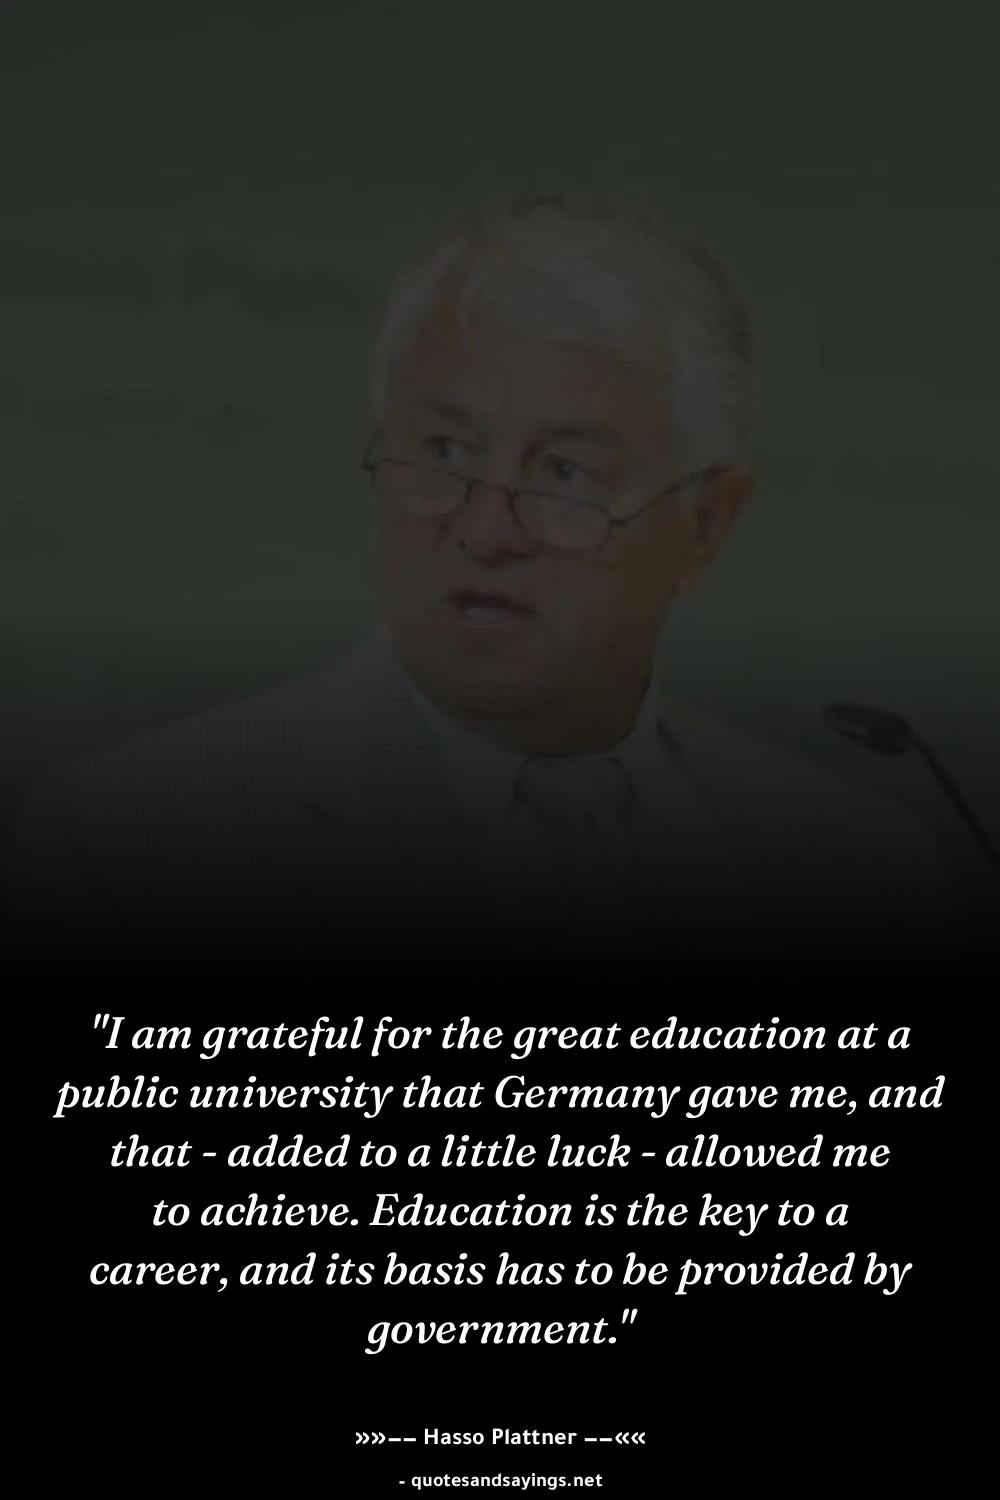 "I am grateful for the great education at a
public university that Germany gave me, and
that - added to a little luck - allowed me
to achieve. Education is the key to a
career, and its basis has to be provided by
government."
»»–– Hasso Plattner ––««
- quotesandsayings.net